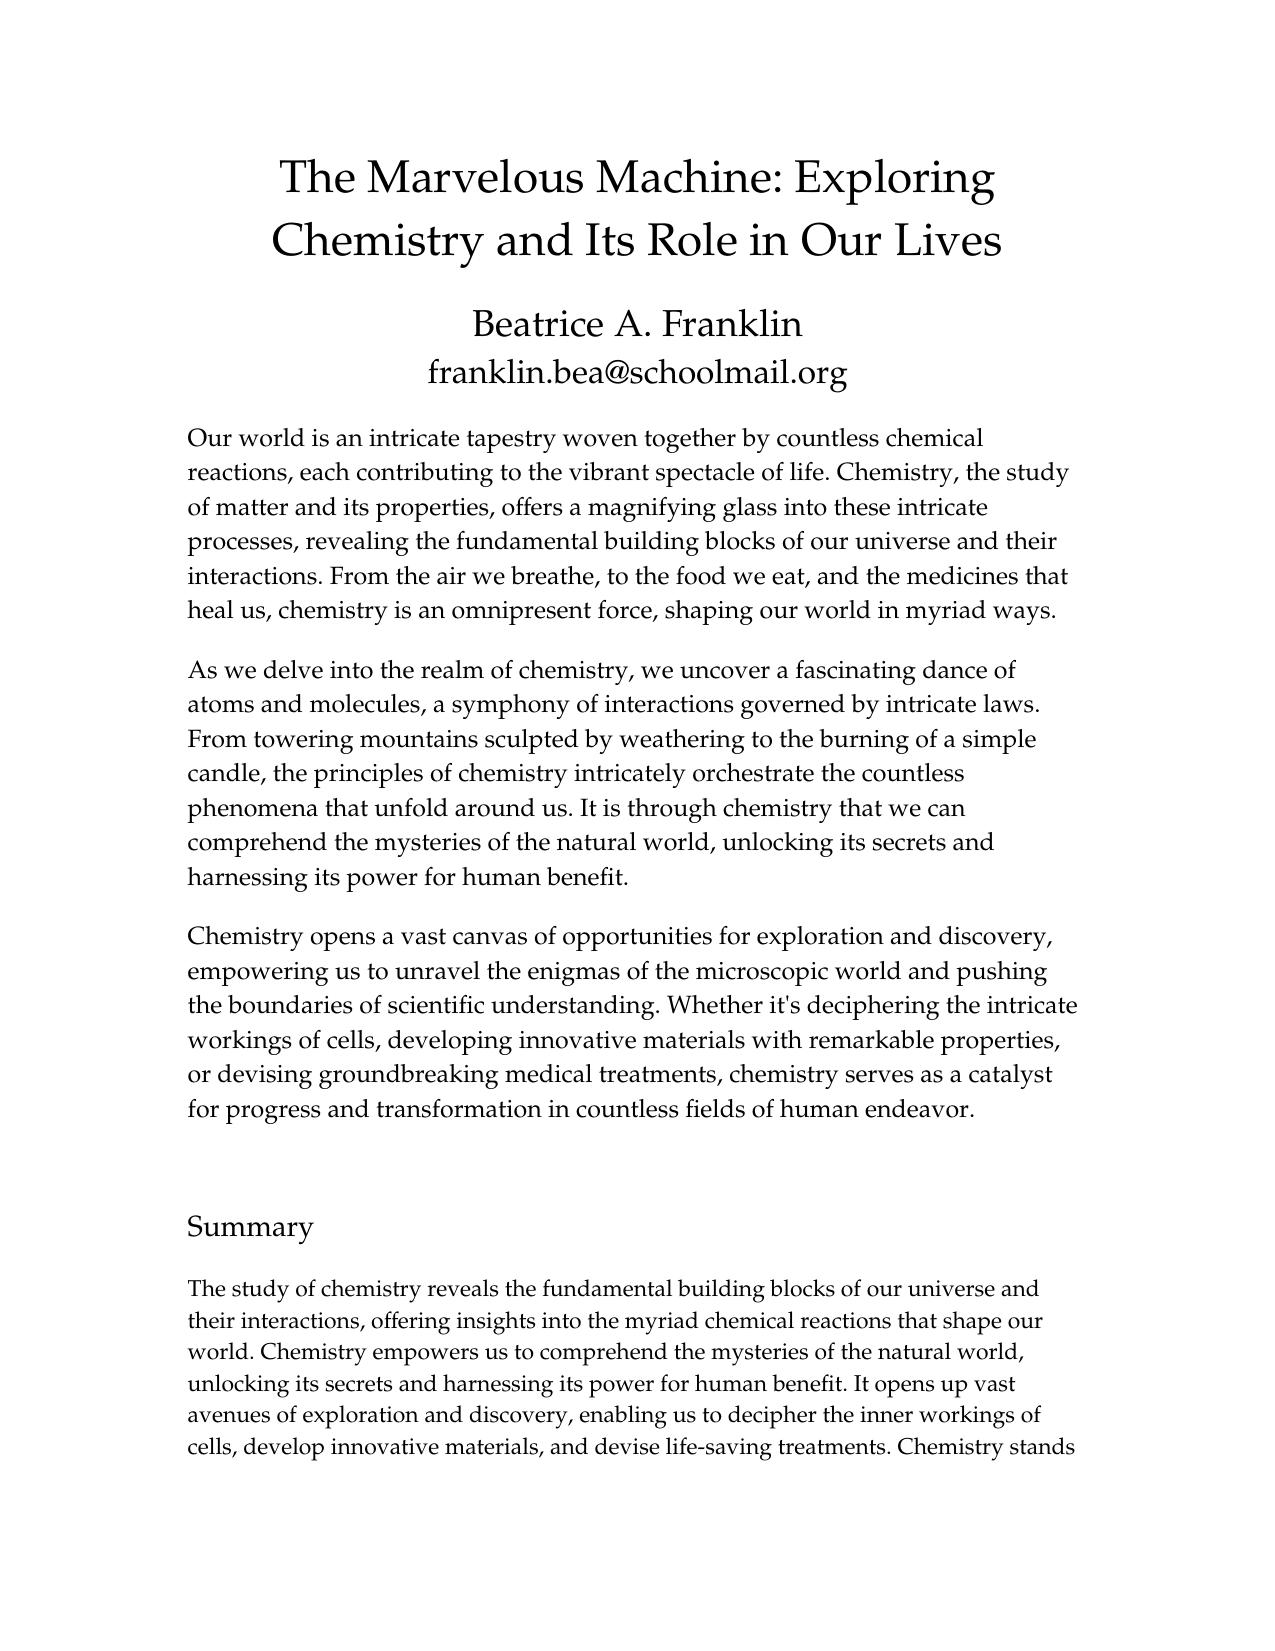 The Marvelous Machine: Exploring
Chemistry and Its Role in Our Lives
Beatrice A. Franklin
franklin.bea@schoolmail.org
Our world is an intricate tapestry woven together by countless chemical
reactions, each contributing to the vibrant spectacle of life. Chemistry, the study
of matter and its properties, offers a magnifying glass into these intricate
processes, revealing the fundamental building blocks of our universe and their
interactions. From the air we breathe, to the food we eat, and the medicines that
heal us, chemistry is an omnipresent force, shaping our world in myriad ways.
As we delve into the realm of chemistry, we uncover a fascinating dance of
atoms and molecules, a symphony of interactions governed by intricate laws.
From towering mountains sculpted by weathering to the burning of a simple
candle, the principles of chemistry intricately orchestrate the countless
phenomena that unfold around us. It is through chemistry that we can
comprehend the mysteries of the natural world, unlocking its secrets and
harnessing its power for human benefit.
Chemistry opens a vast canvas of opportunities for exploration and discovery,
empowering us to unravel the enigmas of the microscopic world and pushing
the boundaries of scientific understanding. Whether it's deciphering the intricate
workings of cells, developing innovative materials with remarkable properties,
or devising groundbreaking medical treatments, chemistry serves as a catalyst
for progress and transformation in countless fields of human endeavor.
Summary
The study of chemistry reveals the fundamental building blocks of our universe and
their interactions, offering insights into the myriad chemical reactions that shape our
world. Chemistry empowers us to comprehend the mysteries of the natural world,
unlocking its secrets and harnessing its power for human benefit. It opens up vast
avenues of exploration and discovery, enabling us to decipher the inner workings of
cells, develop innovative materials, and devise life-saving treatments. Chemistry stands